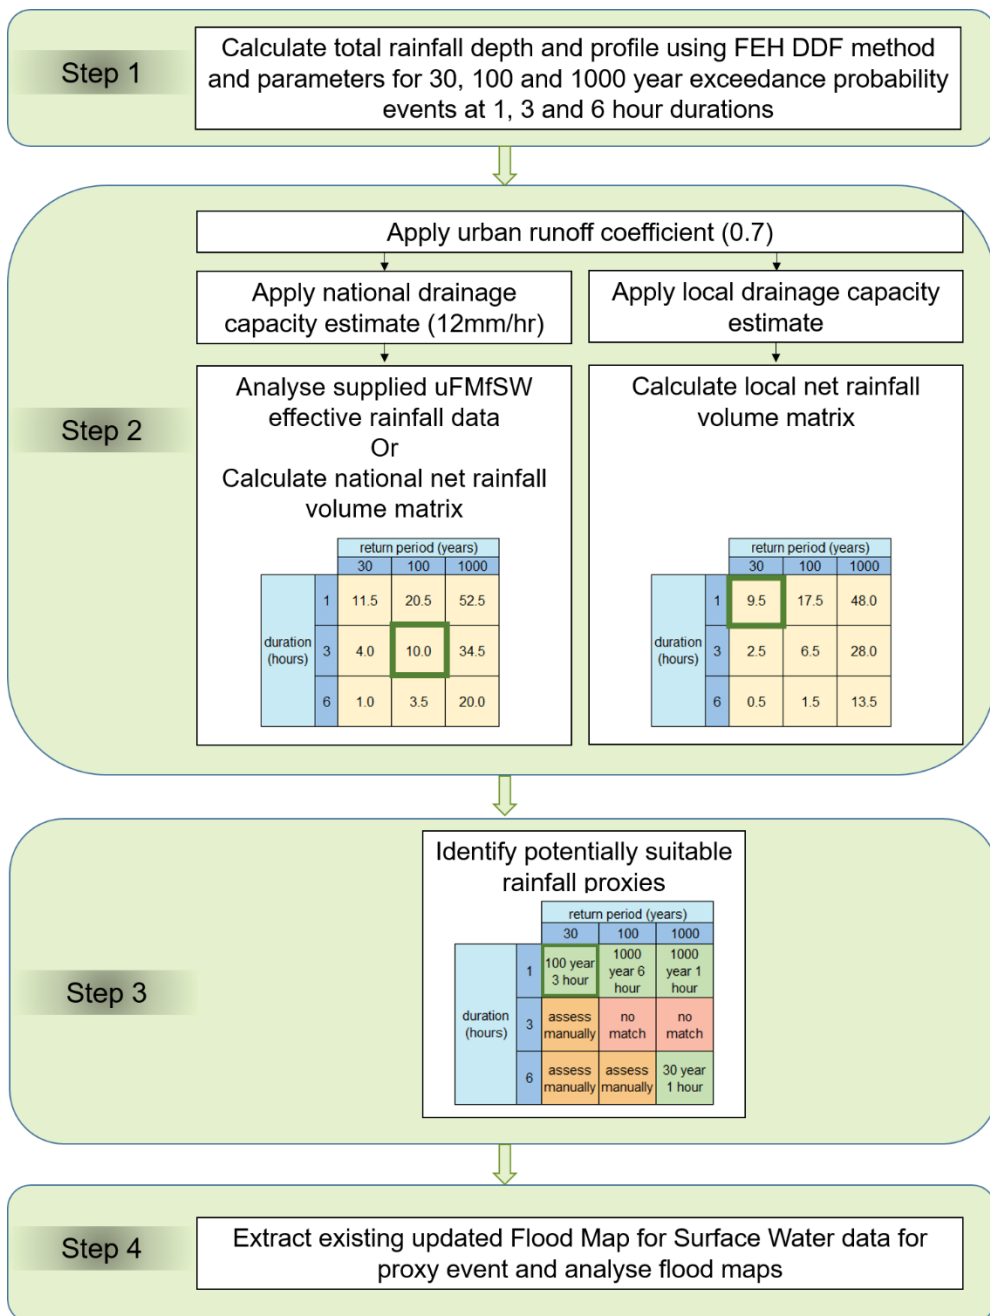 Step 1
Calculate total rainfall depth and profile using FEH DDF method
and parameters for 30, 100 and 1000 year exceedance probability
events at 1, 3 and 6 hour durations
Step 2
Apply urban runoff coefficient (0.7)
Apply national drainage
capacity estimate (12mm/hr)
Analyse supplied uFMfSW
effective rainfall data
Or
Calculate national net rainfall
volume matrix
return period (years)
30 100 1000
duration
(hours)
1 11.5 20.5 52.5
3 4.0 10.0 34.5
6 1.0 3.5 20.0
Apply local drainage capacity
estimate
Calculate local net rainfall
volume matrix
return period (years)
30 100 1000
duration
(hours)
1 9.5 17.5 48.0
3 2.5 6.5 28.0
6 0.5 1.5 13.5
Step 3
Identify potentially suitable
rainfall proxies
return period (years)
30 100 1000
duration
(hours)
1
100 year
3 hour
1000
year 6
hour
1000
year 1
hour
3
assess
manually
no
match
no
match
6
assess
manually
assess
manually
30 year
1 hour
Step 4
Extract existing updated Flood Map for Surface Water data for
proxy event and analyse flood maps